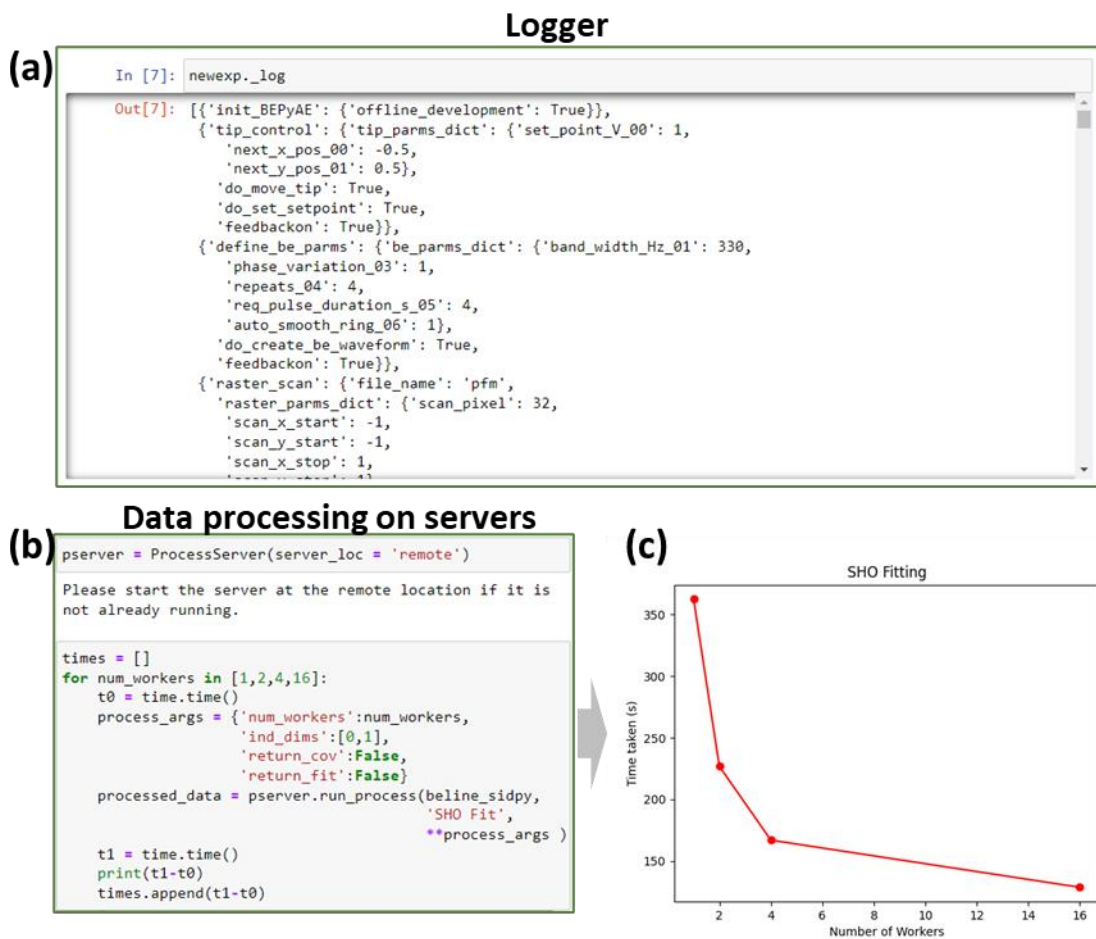 Logger
(a)
In [7]: newexp._log
Out[7]: [{'init_BEPyAE': {'offline_development': True}},
{'tip_control': {'tip_parms_dict': {'set_point_V_00': 1,
'next_x_pos_00': -0.5,
'next_y_pos_01': 0.5},
'do_move_tip': True,
'do_set_setpoint': True,
'feedbackon': True}},
{'define_be_parms': {'be_parms_dict': {'band_width_Hz_01': 330,
'phase_variation_03': 1,
'repeats_04': 4,
'req_pulse_duration_s_05': 4,
'auto_smooth_ring_06': 1},
'do_create_be_waveform': True,
'feedbackon': True}},
{'raster_scan': {'file_name': 'pfm',
'raster_parms_dict': {'scan_pixel': 32,
'scan_x_start': -1,
'scan_y_start': -1,
'scan_x_stop': 1,
Data processing on servers
(b)
pserver = ProcessServer(server_loc = 'remote')
Please start the server at the remote location if it is
not already running.
times = []
for num_workers in [1,2,4,16]:
t0 = time.time()
process_args = {'num_workers':num_workers,
'ind_dims':[0,1],
'return_cov':False,
'return_fit':False}
processed_data = pserver.run_process(beline_sidpy,
'SHO Fit',
**process_args )
t1 = time.time()
print(t1-t0)
times.append(t1-t0)
(c)
SHO Fitting
Time taken (s)
350
300
250
200
150
2 4 6 8 10 12 14 16
Number of Workers